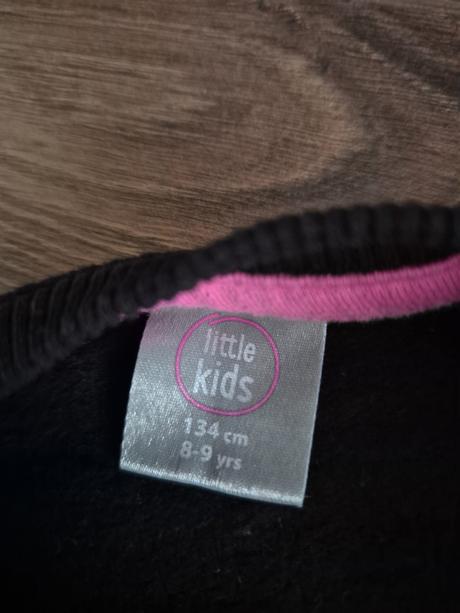 little
kids
134 cm
8-9 yrs